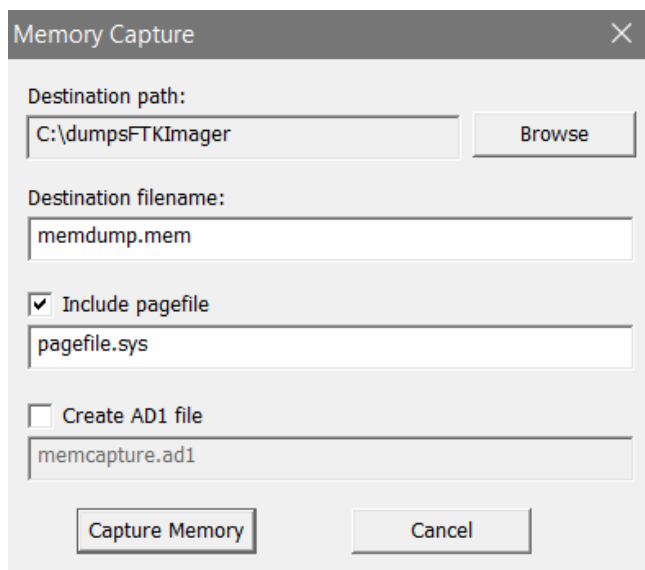 Memory Capture
Destination path:
C:\dumpsFTKImager
Browse
Destination filename:
memdump.mem
Include pagefile
pagefile.sys
Create AD1 file
memcapture.ad1
Capture Memory
Cancel